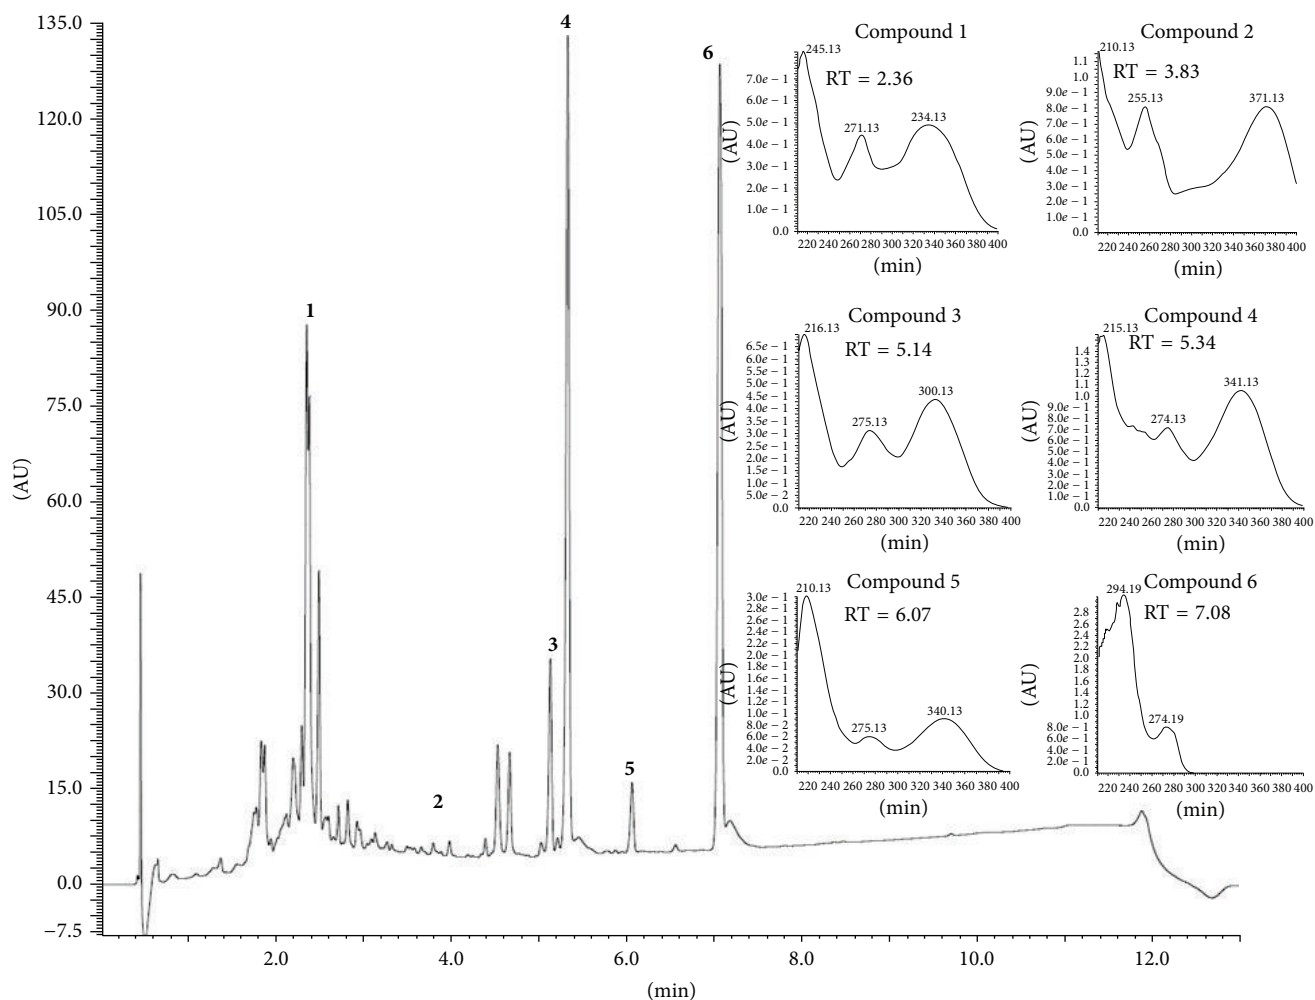 135.0
120.0
105.0
90.0
75.0
60.0
45.0
30.0
15.0
0.0
−7.5
(AU)
2.0 4.0 6.0 8.0 10.0 12.0
(min)
1
2
3
4
5
6
Compound 1
245.13
RT = 2.36
271.13
234.13
7.0e − 1
6.0e − 1
5.0e − 1
4.0e − 1
3.0e − 1
2.0e − 1
1.0e − 1
0.0
(AU)
220 240 260 280 300 320 340 360 380 400
(min)
Compound 2
210.13
RT = 3.83
255.13
371.13
1.1
1.0
9.0e − 1
8.0e − 1
7.0e − 1
6.0e − 1
5.0e − 1
4.0e − 1
3.0e − 1
2.0e − 1
1.0e − 1
0.0
(AU)
220 240 260 280 300 320 340 360 380 400
(min)
Compound 3
216.13
RT = 5.14
275.13
300.13
6.5e − 1
6.0e − 1
5.5e − 1
5.0e − 1
4.5e − 1
4.0e − 1
3.5e − 1
3.0e − 1
2.5e − 1
2.0e − 1
1.5e − 1
1.0e − 1
5.0e − 2
0.0
(AU)
220 240 260 280 300 320 340 360 380 400
(min)
Compound 4
215.13
RT = 5.34
274.13
341.13
1.4
1.3
1.2
1.1
1.0
9.0e − 1
8.0e − 1
7.0e − 1
6.0e − 1
5.0e − 1
4.0e − 1
3.0e − 1
2.0e − 1
1.0e − 1
0.0
(AU)
220 240 260 280 300 320 340 360 380 400
(min)
Compound 5
210.13
RT = 6.07
275.13
340.13
3.0e − 1
2.8e − 1
2.6e − 1
2.4e − 1
2.2e − 1
2.0e − 1
1.8e − 1
1.6e − 1
1.4e − 1
1.2e − 1
1.0e − 1
8.0e − 2
6.0e − 2
4.0e − 2
2.0e − 2
0.0
(AU)
220 240 260 280 300 320 340 360 380 400
(min)
Compound 6
294.19
RT = 7.08
274.19
2.8
2.6
2.4
2.2
2.0
1.8
1.6
1.4
1.2
1.0
8.0e − 1
6.0e − 1
4.0e − 1
2.0e − 1
0.0
(AU)
220 240 260 280 300 320 340 360 380 400
(min)